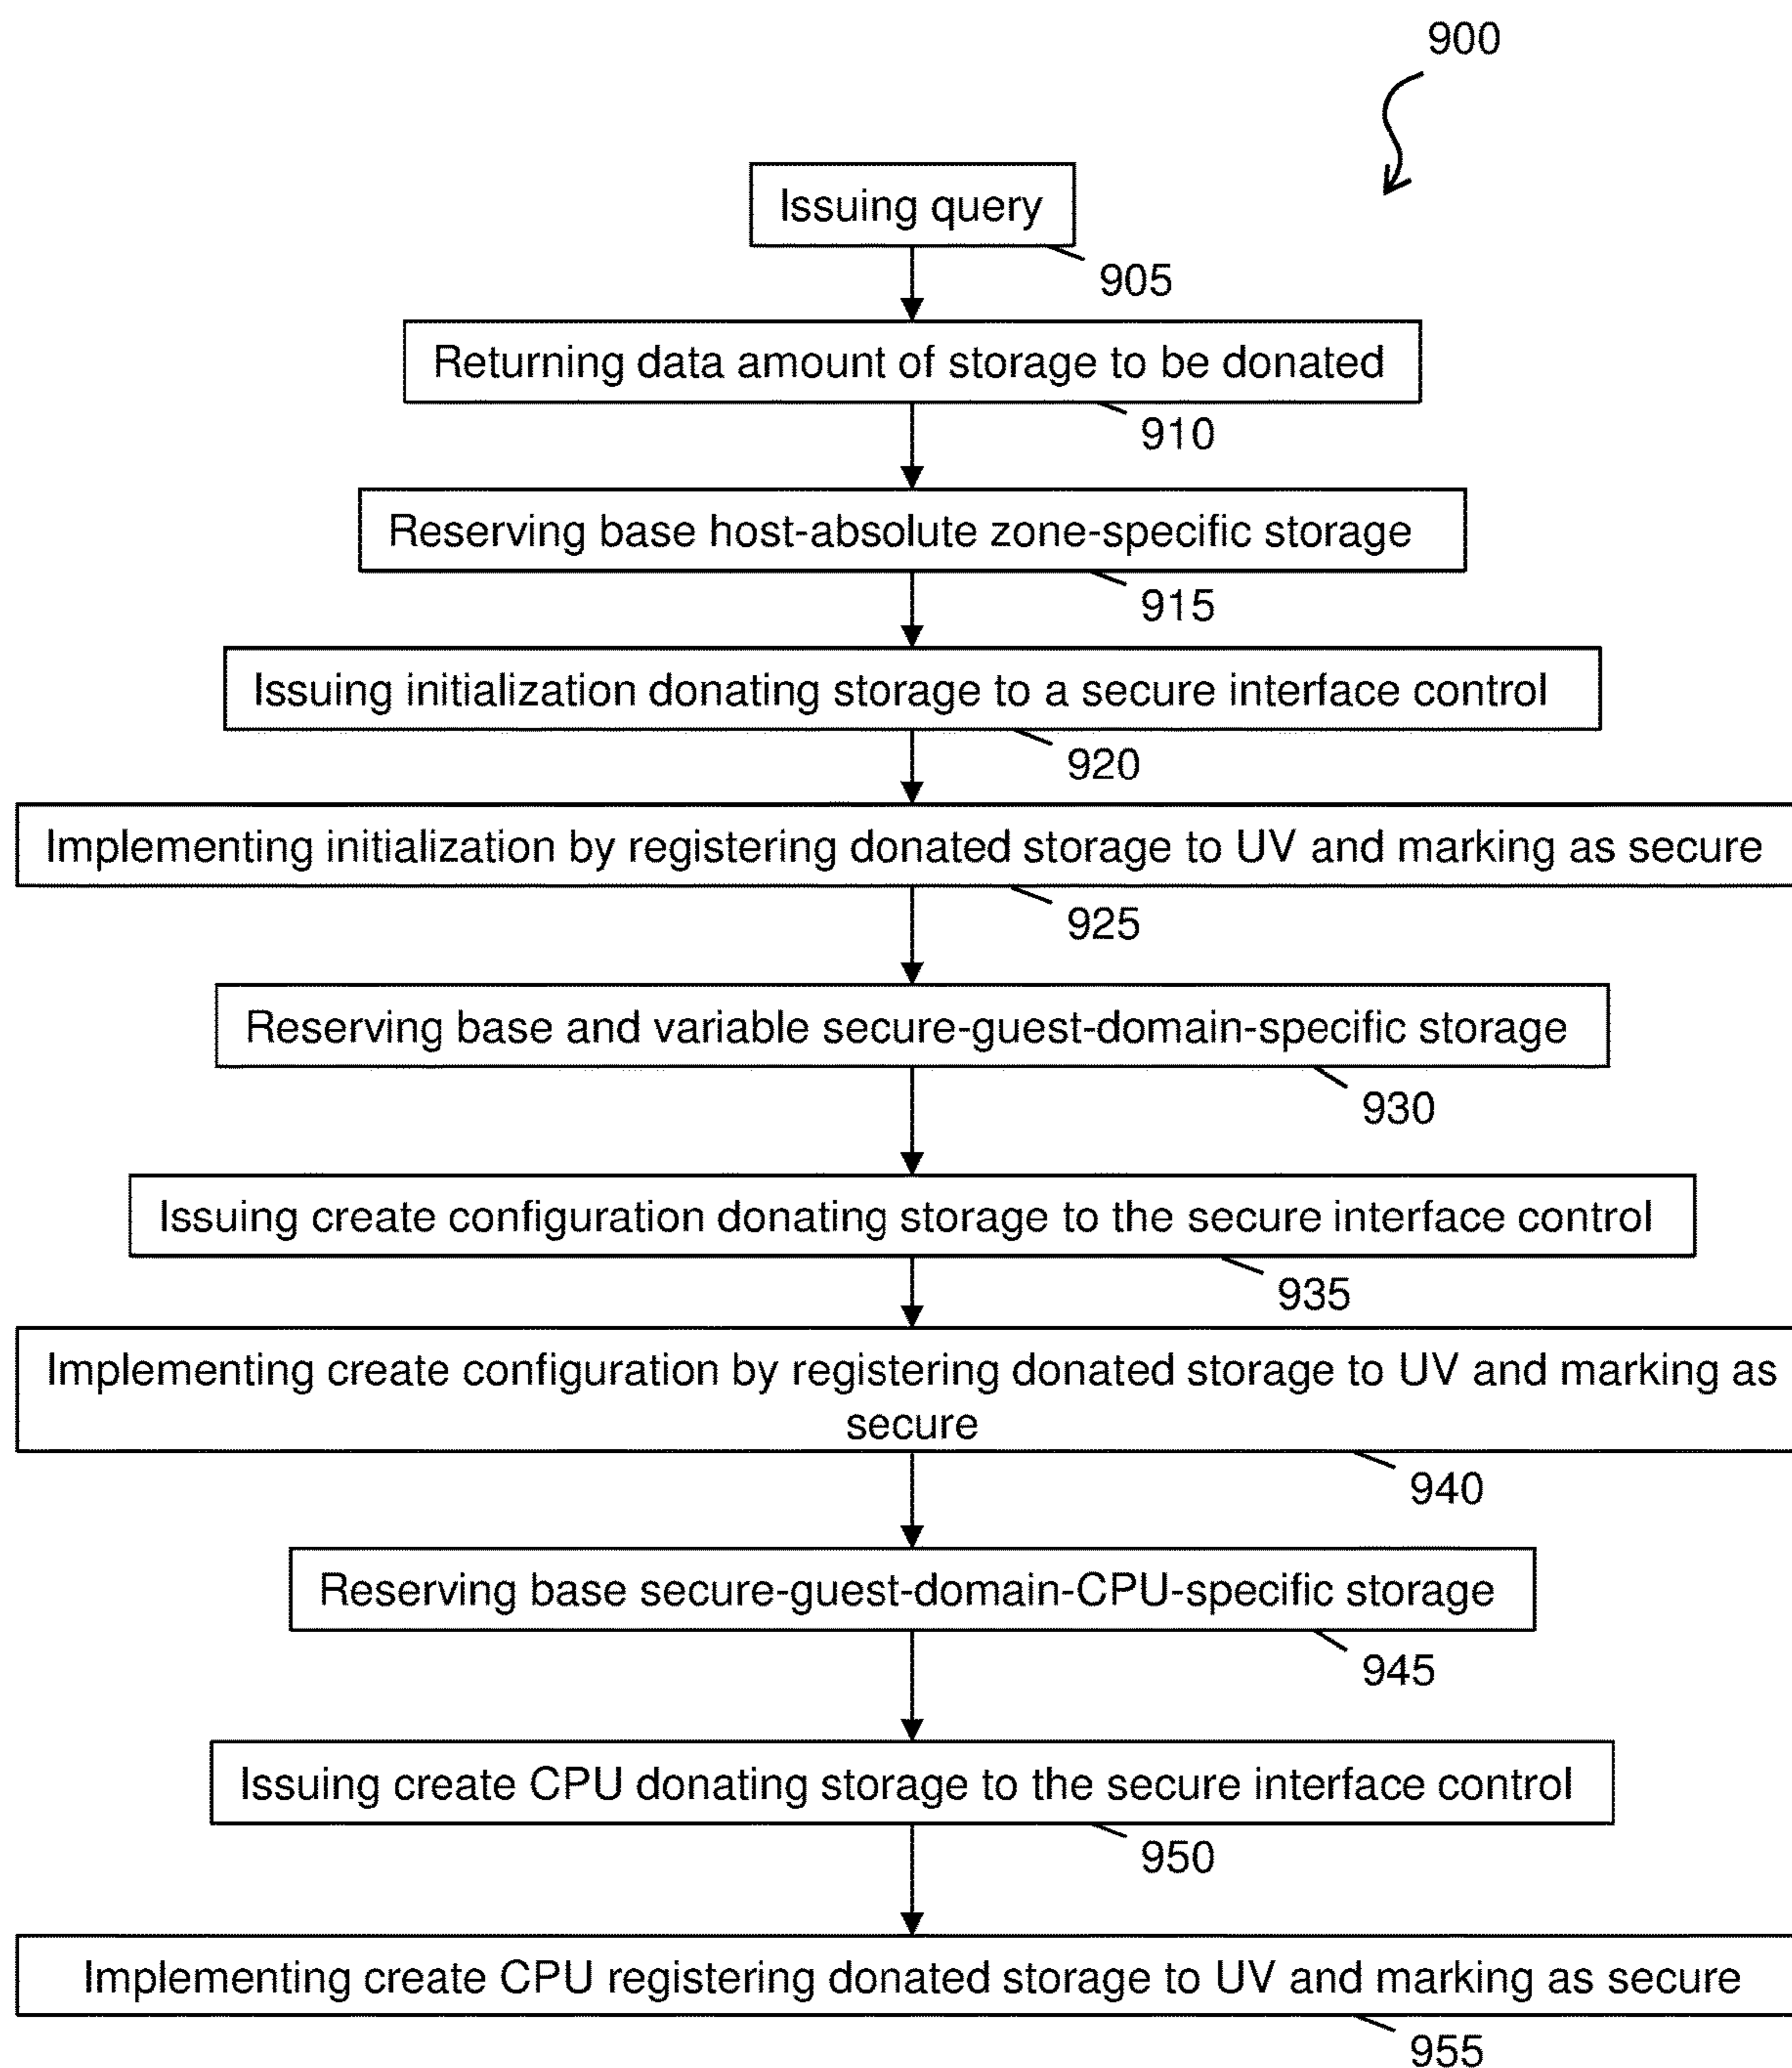 900
Issuing query
905
Returning data amount of storage to be donated
910
Reserving base host-absolute zone-specific storage
915
Issuing initialization donating storage to a secure interface control
920
Implementing initialization by registering donated storage to UV and marking as secure
925
Reserving base and variable secure-guest-domain-specific storage
930
Issuing create configuration donating storage to the secure interface control
935
Implementing create configuration by registering donated storage to UV and marking as
secure
940
Reserving base secure-guest-domain-CPU-specific storage
945
Issuing create CPU donating storage to the secure interface control
950
Implementing create CPU registering donated storage to UV and marking as secure
955